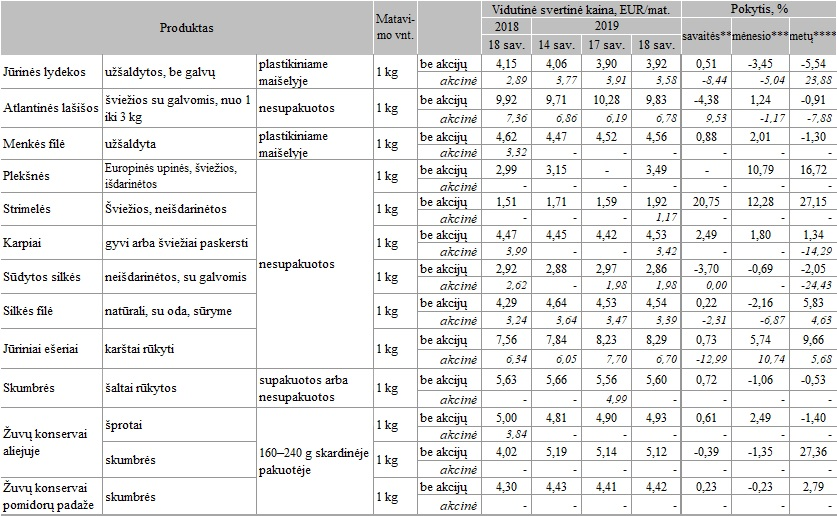 Produktas Matavi- mo vnt. Vidutinė svertinė kaina, EUR/mat. Pokytis, %
2018 2019 savaitės** mėnesio*** metų****
18 sav. 14 sav. 17 sav. 18 sav.
Jūrinės lydekos užšaldytos, be galvų plastikiniame maišelyje 1 kg be akcijų 4,15 4,06 3,90 3,92 0,51 -3,45 -5,54
akcinė 2,89 3,77 3,91 3,58 -8,44 -5,04 23,88
Atlantinės lašišos šviežios su galvomis, nuo 1 iki 3 kg nesupakuotos 1 kg be akcijų 9,92 9,71 10,28 9,83 -4,38 1,24 -0,91
akcinė 7,36 6,86 6,19 6,78 9,53 -1,17 -7,88
Menkės filė užšaldyta plastikiniame maišelyje 1 kg be akcijų 4,62 4,47 4,52 4,56 0,88 2,01 -1,30
akcinė 3,32 - - - - - -
Plekšnės Europinės upinės, šviežios, išdarinėtos nesupakuotos 1 kg be akcijų 2,99 3,15 - 3,49 - 10,79 16,72
akcinė - - - - - - -
Strimelės Šviežios, neišdarinėtos 1 kg be akcijų 1,51 1,71 1,59 1,92 20,75 12,28 27,15
akcinė - - - 1,17 - - -
Karpiai gyvi arba šviežiai paskersti 1 kg be akcijų 4,47 4,45 4,42 4,53 2,49 1,80 1,34
akcinė 3,99 - - 3,42 - - -14,29
Sūdytos silkės neišdarinėtos, su galvomis 1 kg be akcijų 2,92 2,88 2,97 2,86 -3,70 -0,69 -2,05
akcinė 2,62 - 1,98 1,98 0,00 - -24,43
Silkės filė natūrali, su oda, sūryme 1 kg be akcijų 4,29 4,64 4,53 4,54 0,22 -2,16 5,83
akcinė 3,24 3,64 3,47 3,39 -2,31 -6,87 4,63
Jūriniai ešeriai karštai rūkyti 1 kg be akcijų 7,56 7,84 8,23 8,29 0,73 5,74 9,66
akcinė 6,34 6,05 7,70 6,70 -12,99 10,74 5,68
Skumbrės šaltai rūkytos supakuotos arba nesupakuotos 1 kg be akcijų 5,63 5,66 5,56 5,60 0,72 -1,06 -0,53
akcinė - - 4,99 - - - -
Žuvų konservai aliejuje šprotai 160–240 g skardinėje pakuotėje 1 kg be akcijų 5,00 4,81 4,90 4,93 0,61 2,49 -1,40
akcinė 3,84 - - - - - -
skumbrės 1 kg be akcijų 4,02 5,19 5,14 5,12 -0,39 -1,35 27,36
akcinė - - - - - - -
Žuvų konservai pomidorų padaže skumbrės 1 kg be akcijų 4,30 4,43 4,41 4,42 0,23 -0,23 2,79
akcinė - - - - - - -